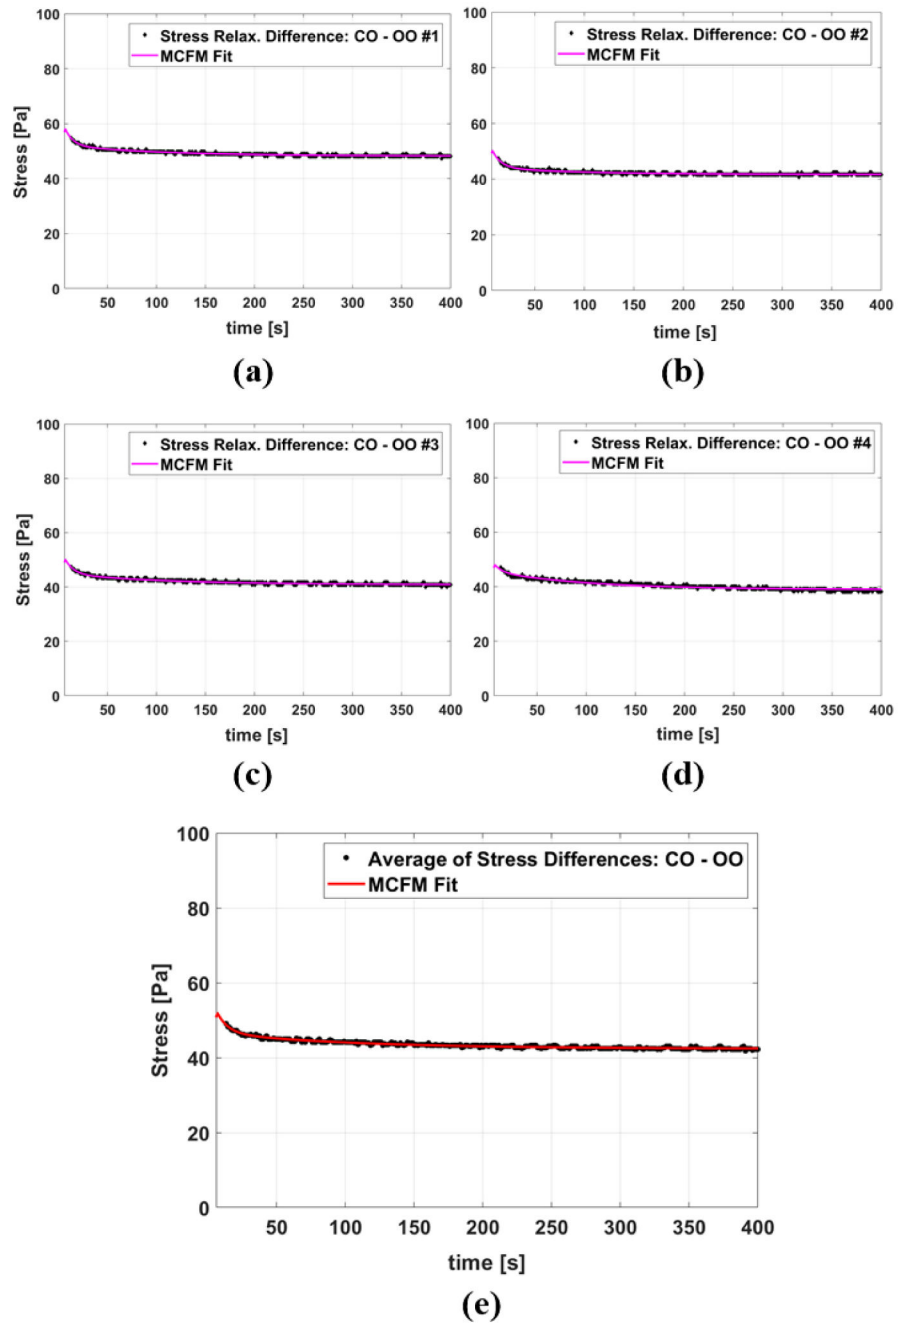 Stress Relax. Difference: CO - OO #1
MCFM Fit
Stress [Pa]
100
80
60
40
20
0
50 100 150 200 250 300 350 400
time [s]
(a)
Stress Relax. Difference: CO - OO #2
MCFM Fit
100
80
60
40
20
0
50 100 150 200 250 300 350 400
time [s]
(b)
Stress Relax. Difference: CO - OO #3
MCFM Fit
Stress [Pa]
100
80
60
40
20
0
50 100 150 200 250 300 350 400
time [s]
(c)
Stress Relax. Difference: CO - OO #4
MCFM Fit
100
80
60
40
20
0
50 100 150 200 250 300 350 400
time [s]
(d)
Average of Stress Differences: CO - OO
MCFM Fit
Stress [Pa]
100
80
60
40
20
0
50 100 150 200 250 300 350 400
time [s]
(e)